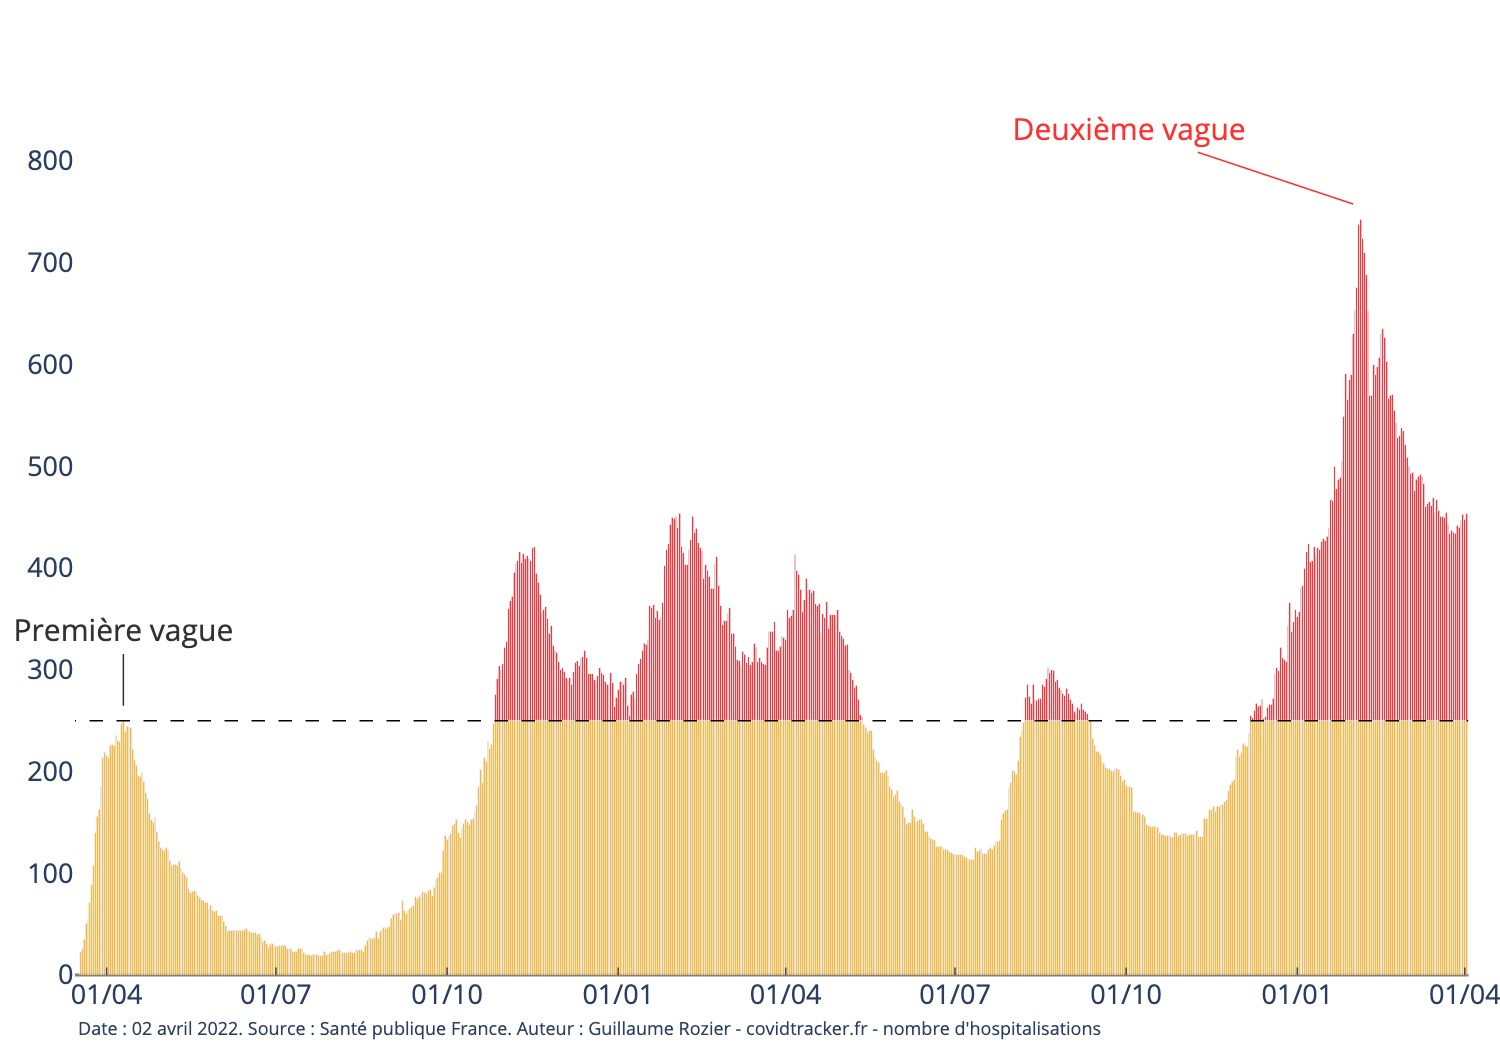 Deuxième vague
800
700
600
500
400
Première vague
300
200
100
0
01/04 01/07 01/10 01/01 01/04 01/07 01/10 01/01 01/04
Date : 02 avril 2022. Source : Santé publique France. Auteur : Guillaume Rozier - covidtracker.fr - nombre d'hospitalisations